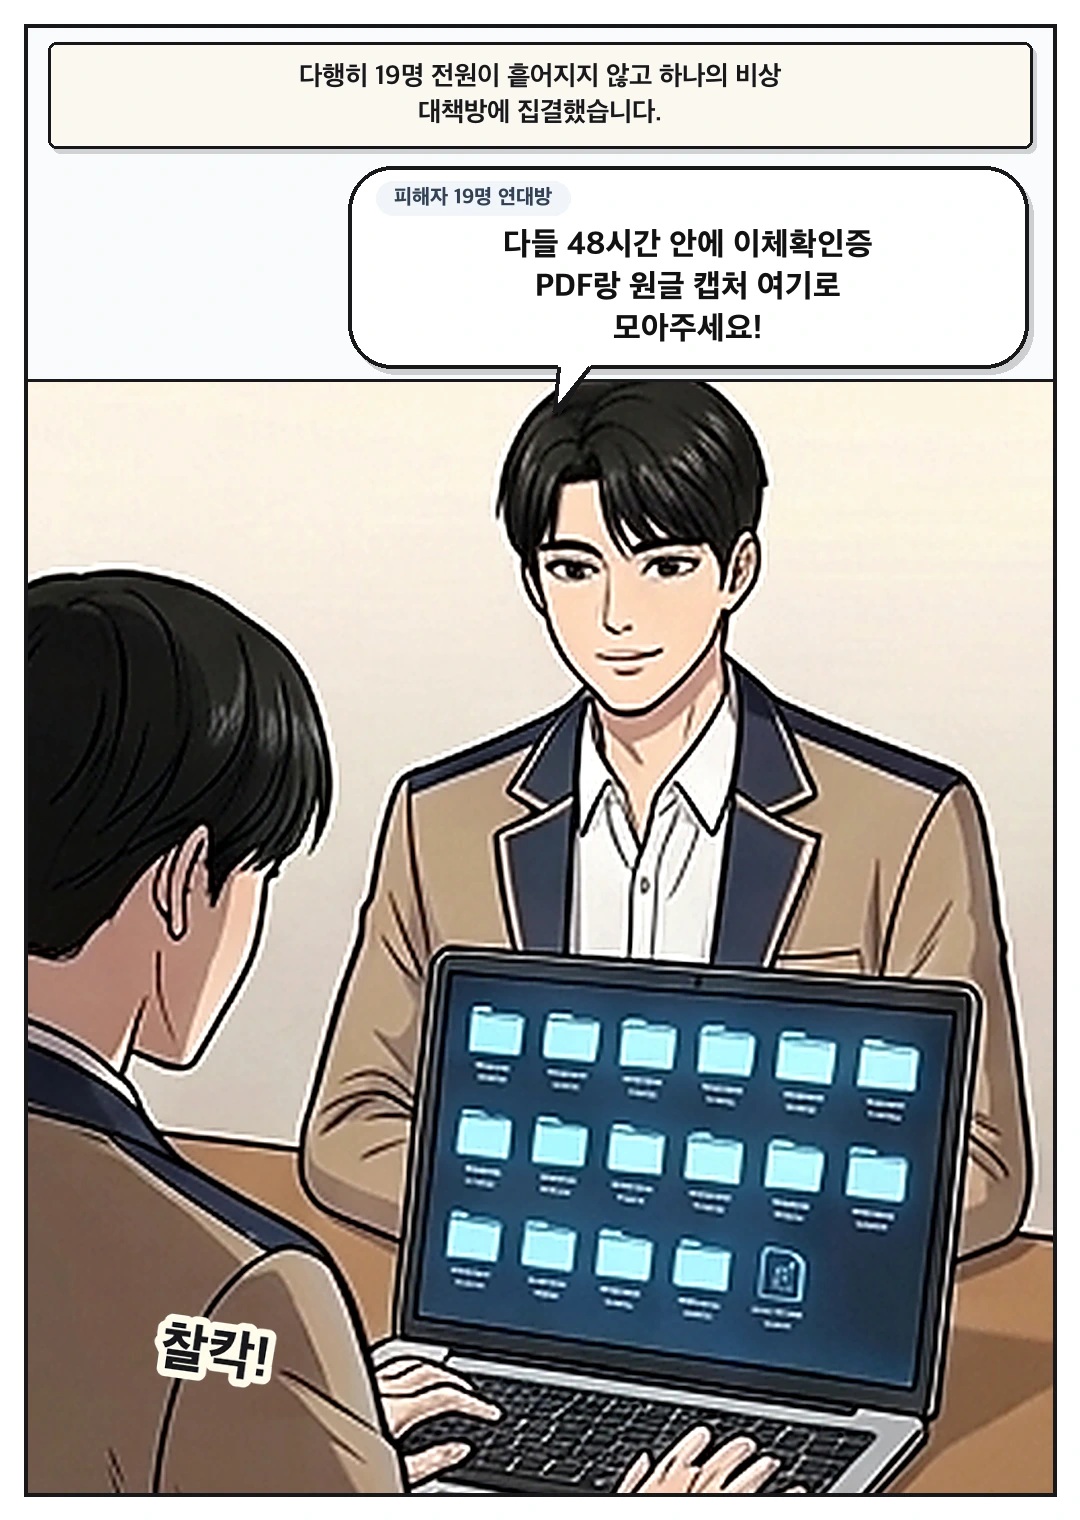 다행히 19명 전원이 흩어지지 않고 하나의 비상
대책방에 집결했습니다.
피해자 19명 연대방
다들 48시간 안에 이체확인증
PDF랑 원글 캡처 여기로
모아주세요!
찰칵!